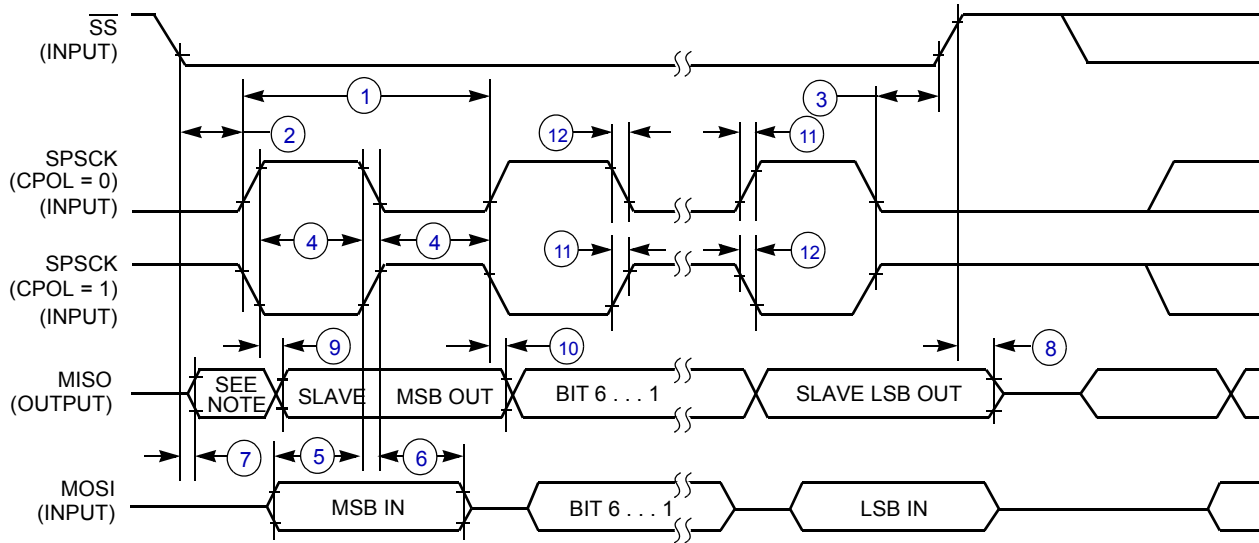 SS
(INPUT)
1
3
2
12
11
SPSCK
(CPOL = 0)
(INPUT)
4
4
11
12
SPSCK
(CPOL = 1)
(INPUT)
9
10
8
MISO
(OUTPUT)
SEE
NOTE
SLAVE
MSB OUT
BIT 6 . . . 1
SLAVE LSB OUT
7
5
6
MOSI
(INPUT)
MSB IN
BIT 6 . . . 1
LSB IN